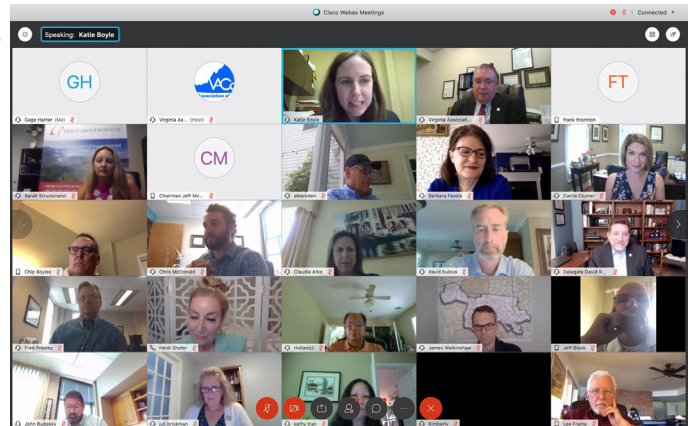 Cisco Webex Meetings
Connected
Speaking: Katie Boyle
GH
VACo
Association of
FT
Gage Harter (Me)
Virginia As... (Host)
Katie Boyle
Virginia Associati...
frank thornton
CM
Sarah Struckmann
Chairman Jeff Mc...
aMarsden
Barbara Favola
Carrie Coyner
Chip Boyles
Chris McDonald
Claudia Arko
david.bulova
Delegate David R...
Fred Presley
Heidi Shafer
HollandJ
James Walkinshaw
Jeff Black
John Budesky
juli.briskman
kathy tran
Kimberly
Lee Frame